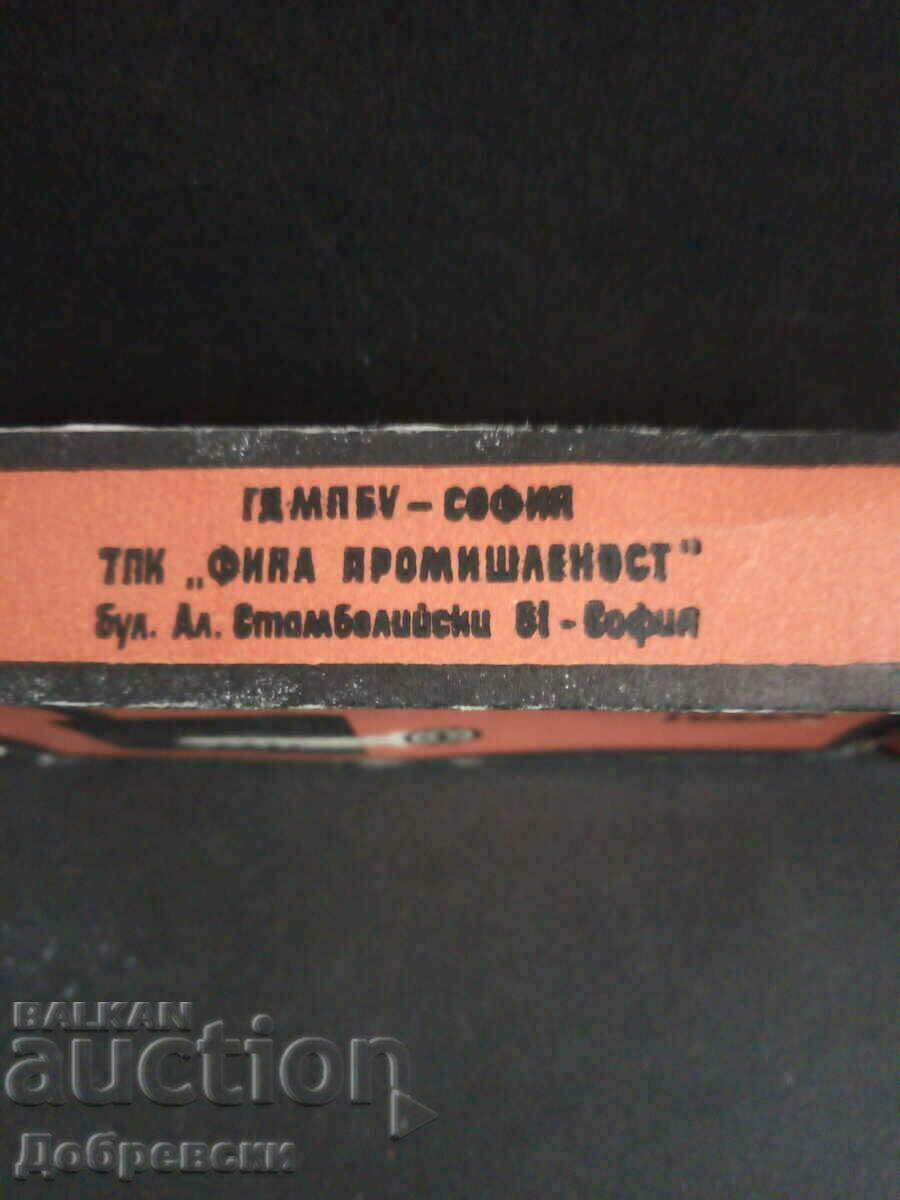 ГДМПБУ – СОФИЯ
ТПК „ФИНА ПРОМИШЛЕНОСТ"
бул. Ал. Стамболийски 81 - София
BALKAN
auction
Добревски